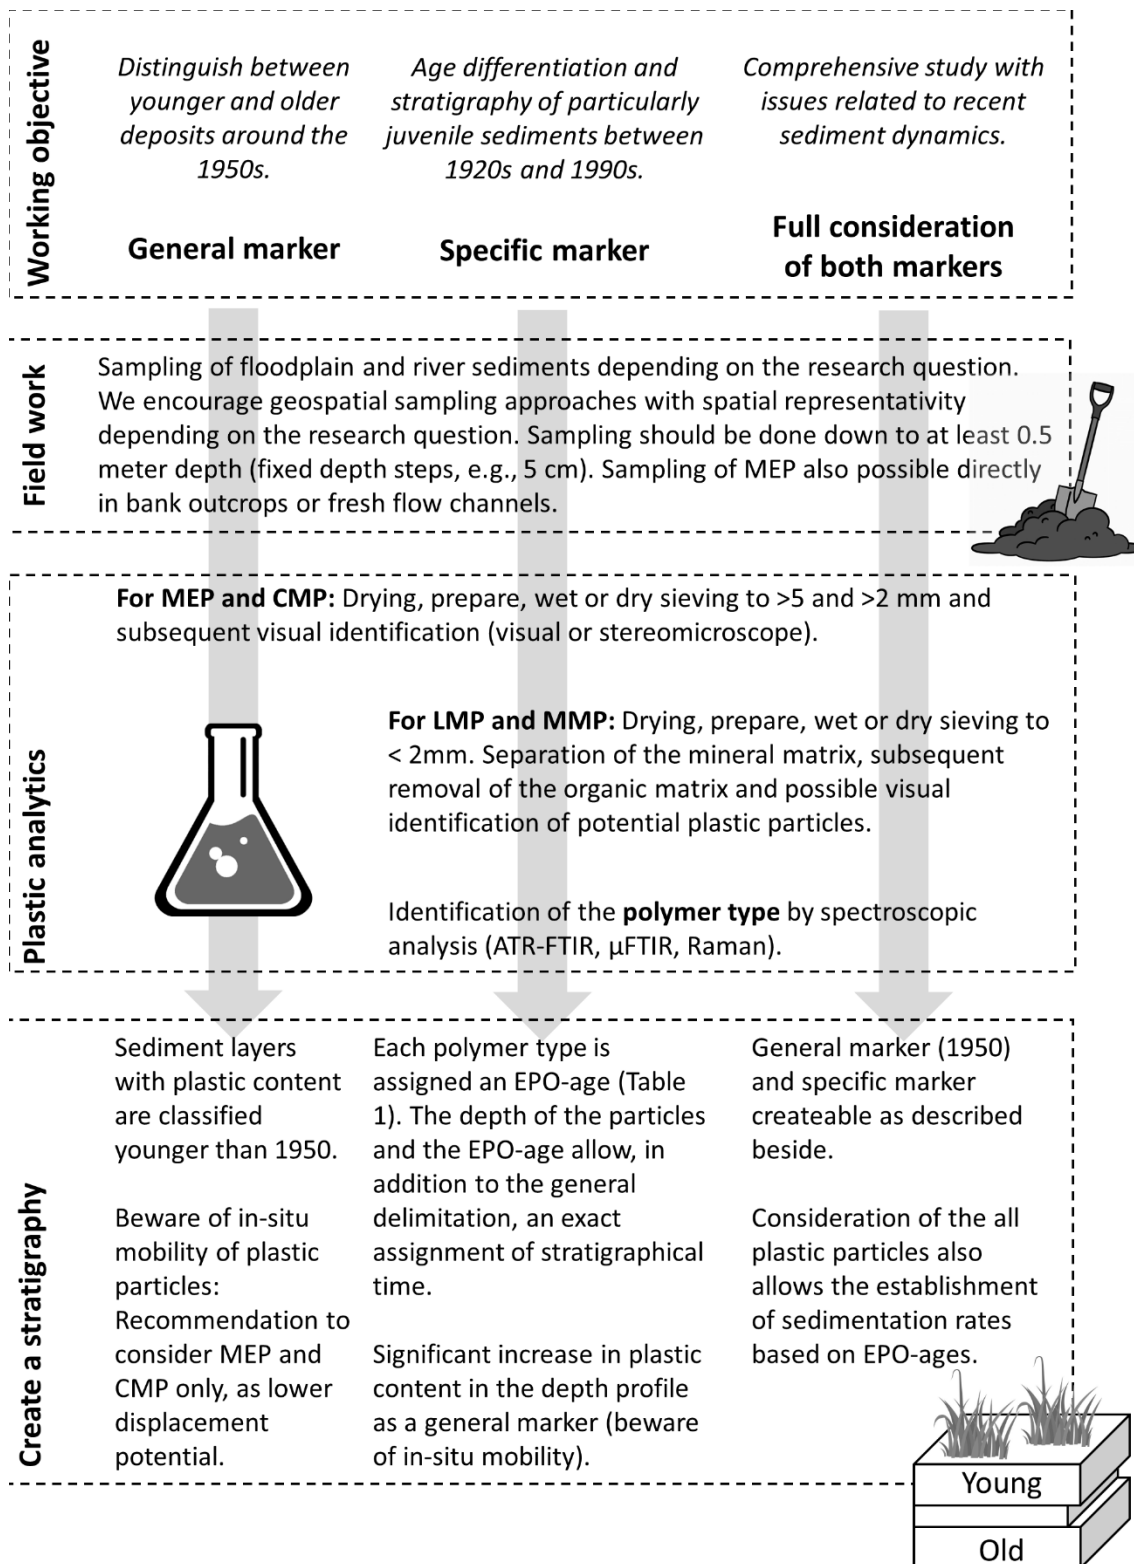 Working objective
Distinguish between
younger and older
deposits around the
1950s.
General marker
Age differentiation and
stratigraphy of particularly
juvenile sediments between
1920s and 1990s.
Specific marker
Comprehensive study with
issues related to recent
sediment dynamics.
Full consideration
of both markers
Field work
Sampling of floodplain and river sediments depending on the research question.
We encourage geospatial sampling approaches with spatial representativity
depending on the research question. Sampling should be done down to at least 0.5
meter depth (fixed depth steps, e.g., 5 cm). Sampling of MEP also possible directly
in bank outcrops or fresh flow channels.
Plastic analytics
For MEP and CMP: Drying, prepare, wet or dry sieving to >5 and >2 mm and
subsequent visual identification (visual or stereomicroscope).
For LMP and MMP: Drying, prepare, wet or dry sieving to
< 2mm. Separation of the mineral matrix, subsequent
removal of the organic matrix and possible visual
identification of potential plastic particles.
Identification of the polymer type by spectroscopic
analysis (ATR-FTIR, µFTIR, Raman).
Create a stratigraphy
Sediment layers
with plastic content
are classified
younger than 1950.
Beware of in-situ
mobility of plastic
particles:
Recommendation to
consider MEP and
CMP only, as lower
displacement
potential.
Each polymer type is
assigned an EPO-age (Table
1). The depth of the particles
and the EPO-age allow, in
addition to the general
delimitation, an exact
assignment of stratigraphical
time.
Significant increase in plastic
content in the depth profile
as a general marker (beware
of in-situ mobility).
General marker (1950)
and specific marker
createable as described
beside.
Consideration of the all
plastic particles also
allows the establishment
of sedimentation rates
based on EPO-ages.
Young
Old